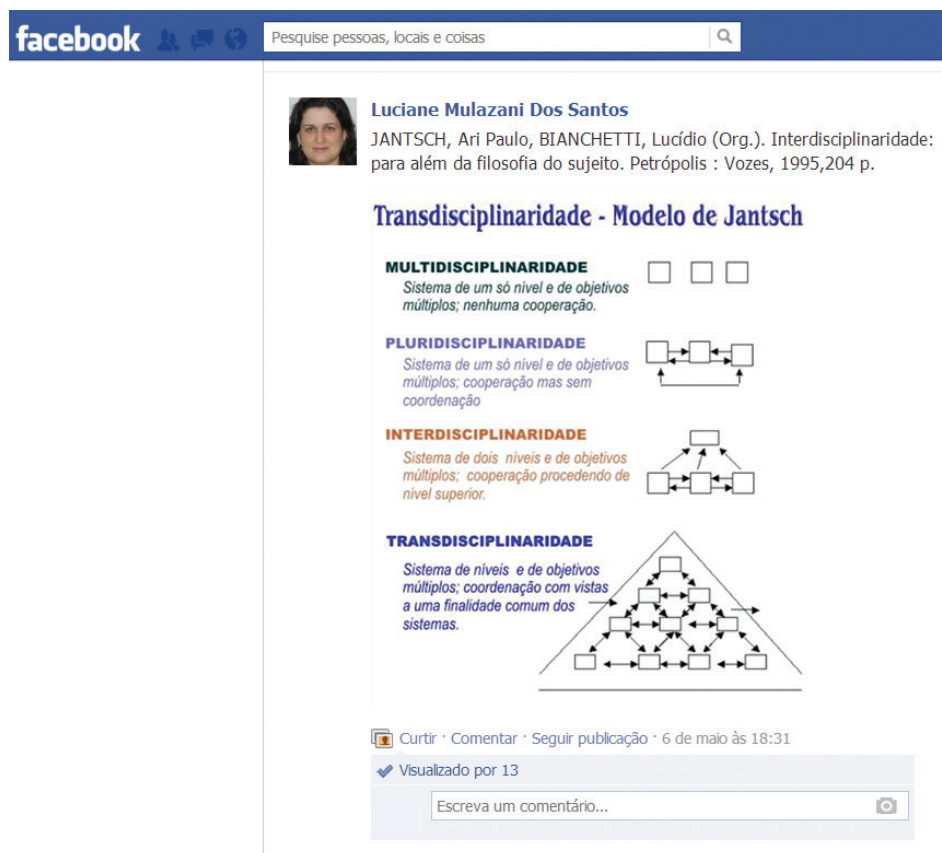 facebook
Pesquise pessoas, locais e coisas
Luciane Mulazani Dos Santos
JANTSCH, Ari Paulo, BIANCHETTI, Lucídio (Org.). Interdisciplinaridade:
para além da filosofia do sujeito. Petrópolis : Vozes, 1995,204 p.
Transdisciplinaridade - Modelo de Jantsch
MULTIDISCIPLINARIDADE
Sistema de um só nível e de objetivos
múltiplos; nenhuma cooperação.
PLURIDISCIPLINARIDADE
Sistema de um só nível e de objetivos
múltiplos; cooperação mas sem
coordenação
INTERDISCIPLINARIDADE
Sistema de dois níveis e de objetivos
múltiplos; cooperação procedendo de
nível superior.
TRANSDISCIPLINARIDADE
Sistema de níveis e de objetivos
múltiplos; coordenação com vistas
a uma finalidade comum dos
sistemas.
Curtir · Comentar · Seguir publicação · 6 de maio às 18:31
Visualizado por 13
Escreva um comentário...